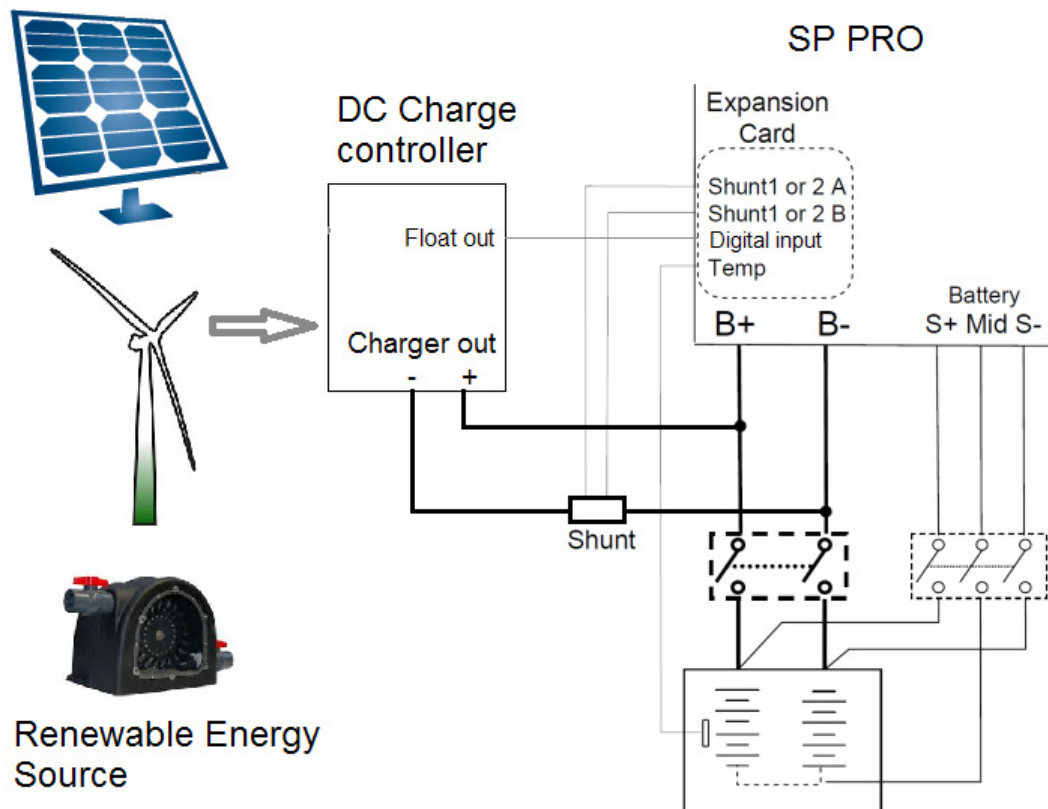 SP PRO
DC Charge
controller
Expansion
Card
Shunt1 or 2 A
Shunt1 or 2 B
Digital input
Temp
Float out
Charger out
- +
B+ B-
Battery
S+ Mid S-
Shunt
Renewable Energy
Source